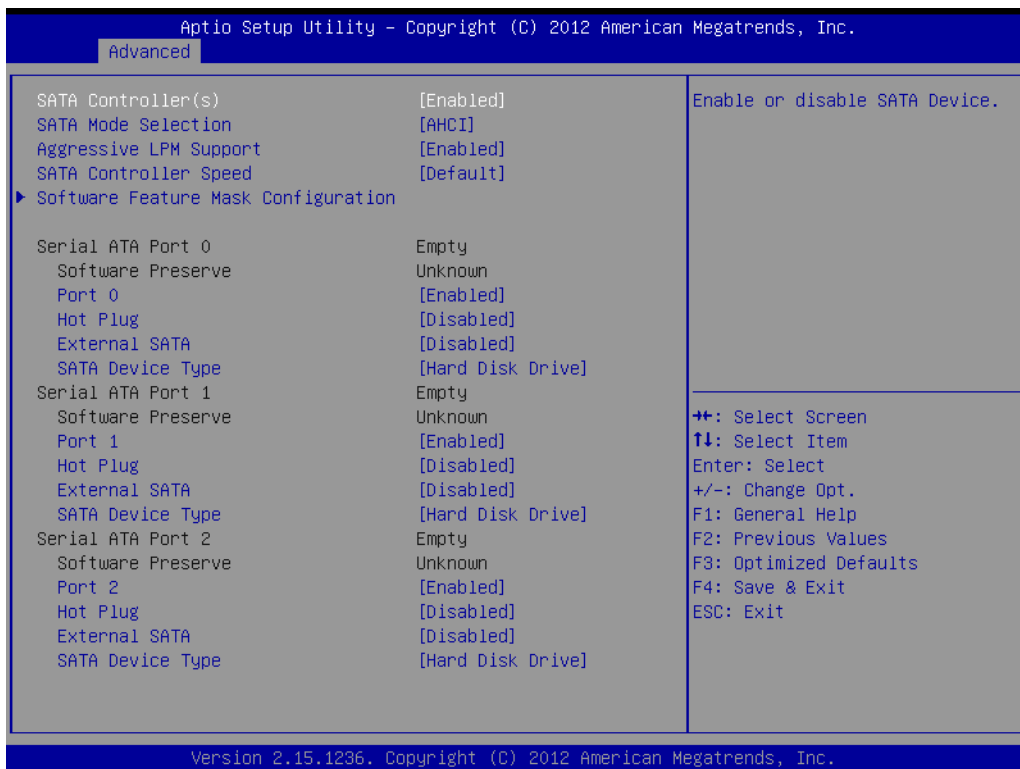 Aptio Setup Utility – Copyright (C) 2012 American Megatrends, Inc.
Advanced
SATA Controller(s) [Enabled]
SATA Mode Selection [AHCI]
Aggressive LPM Support [Enabled]
SATA Controller Speed [Default]
Software Feature Mask Configuration
Serial ATA Port 0 Empty
Software Preserve Unknown
Port 0 [Enabled]
Hot Plug [Disabled]
External SATA [Disabled]
SATA Device Type [Hard Disk Drive]
Serial ATA Port 1 Empty
Software Preserve Unknown
Port 1 [Enabled]
Hot Plug [Disabled]
External SATA [Disabled]
SATA Device Type [Hard Disk Drive]
Serial ATA Port 2 Empty
Software Preserve Unknown
Port 2 [Enabled]
Hot Plug [Disabled]
External SATA [Disabled]
SATA Device Type [Hard Disk Drive]
Enable or disable SATA Device.
→←: Select Screen
↑↓: Select Item
Enter: Select
+/-: Change Opt.
F1: General Help
F2: Previous Values
F3: Optimized Defaults
F4: Save & Exit
ESC: Exit
Version 2.15.1236. Copyright (C) 2012 American Megatrends, Inc.